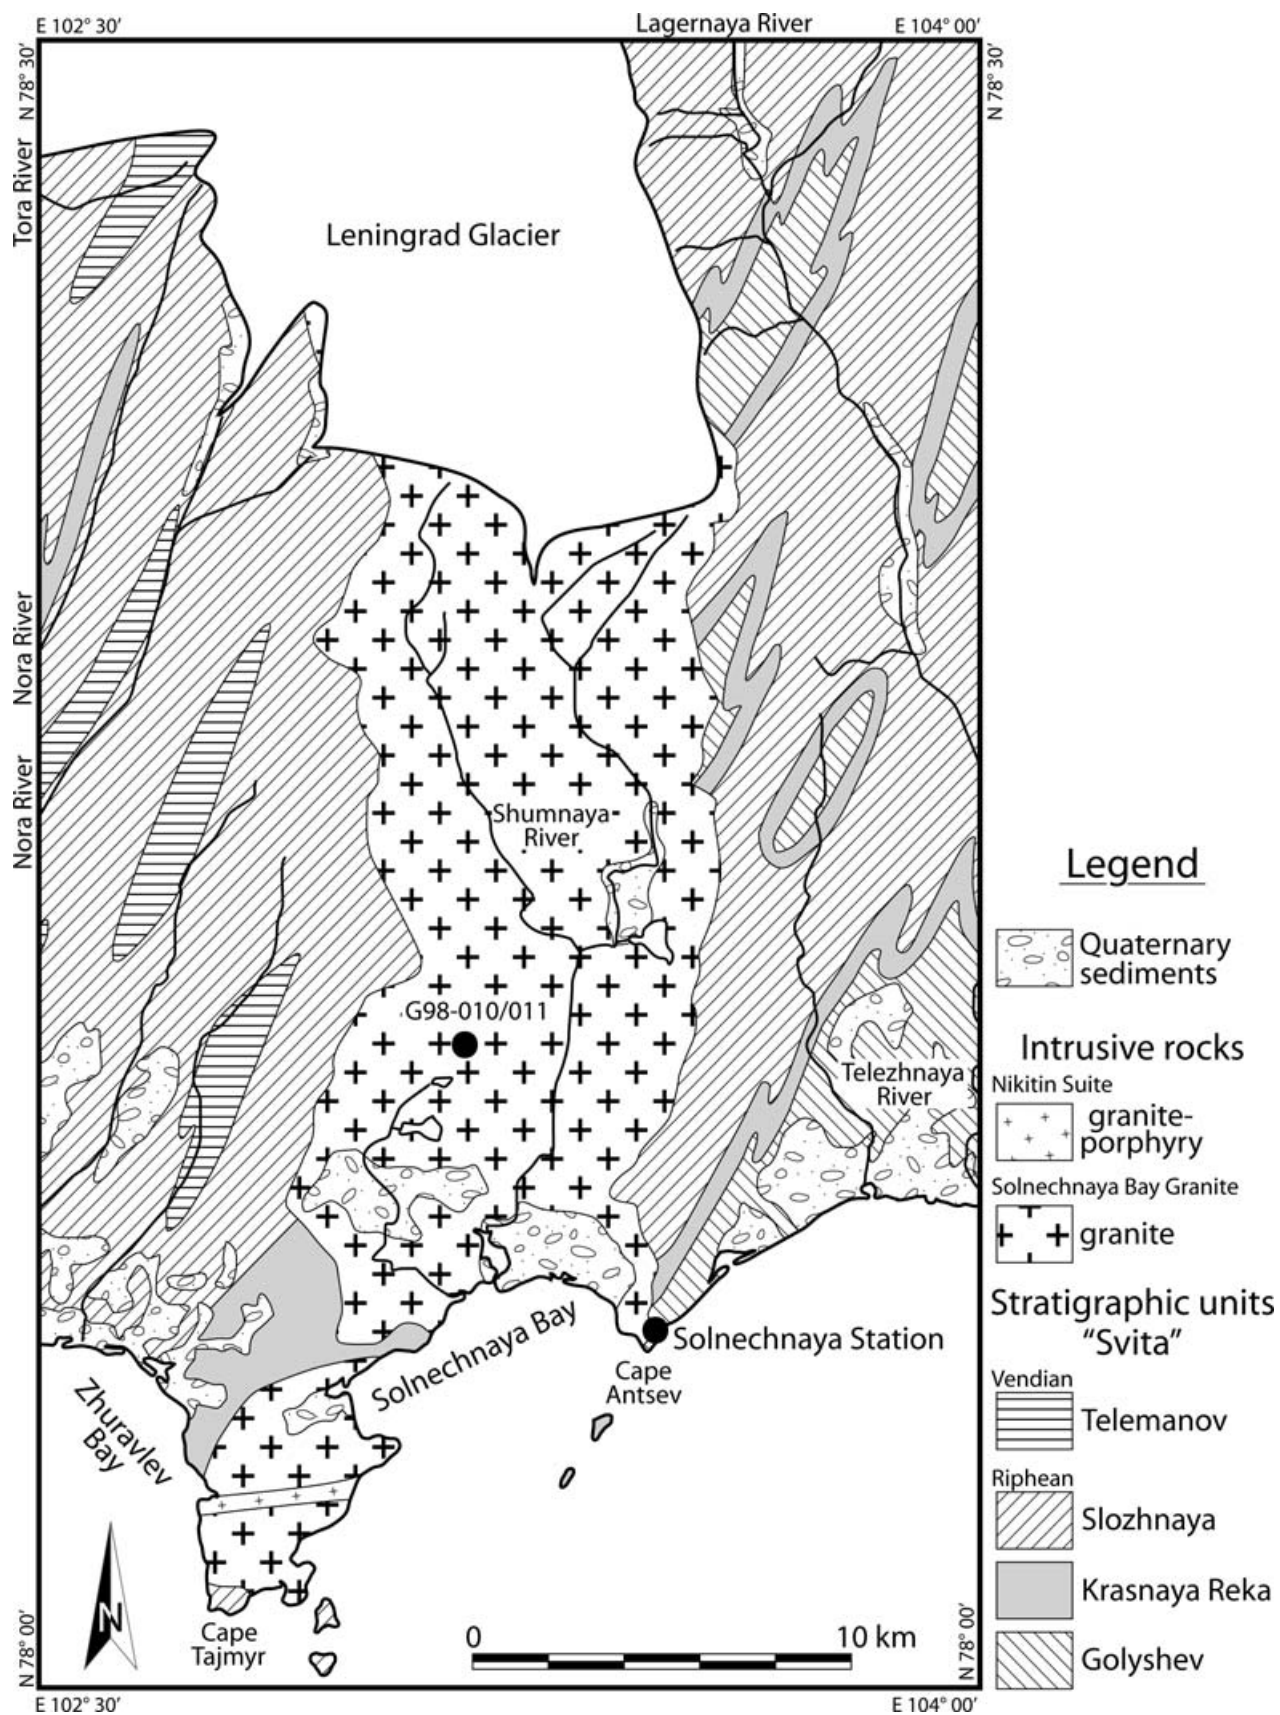 E 102° 30’
Lagernaya River
E 104° 00’
N 78° 30’
N 78° 30’
Tora River
Leningrad Glacier
Nora River
Nora River
Shumnaya
River
G98-010/011
Telezhnaya
River
Solnechnaya Bay
Solnechnaya Station
Cape
Antsev
Zhuravlev
Bay
Cape
Tajmyr
N
0
10 km
N 78° 00’
N 78° 00’
E 102° 30’
E 104° 00’
Legend
Quaternary
sediments
Intrusive rocks
Nikitin Suite
granite-
porphyry
Solnechnaya Bay Granite
granite
Stratigraphic units
“Svita”
Vendian
Telemanov
Riphean
Slozhnaya
Krasnaya Reka
Golyshev